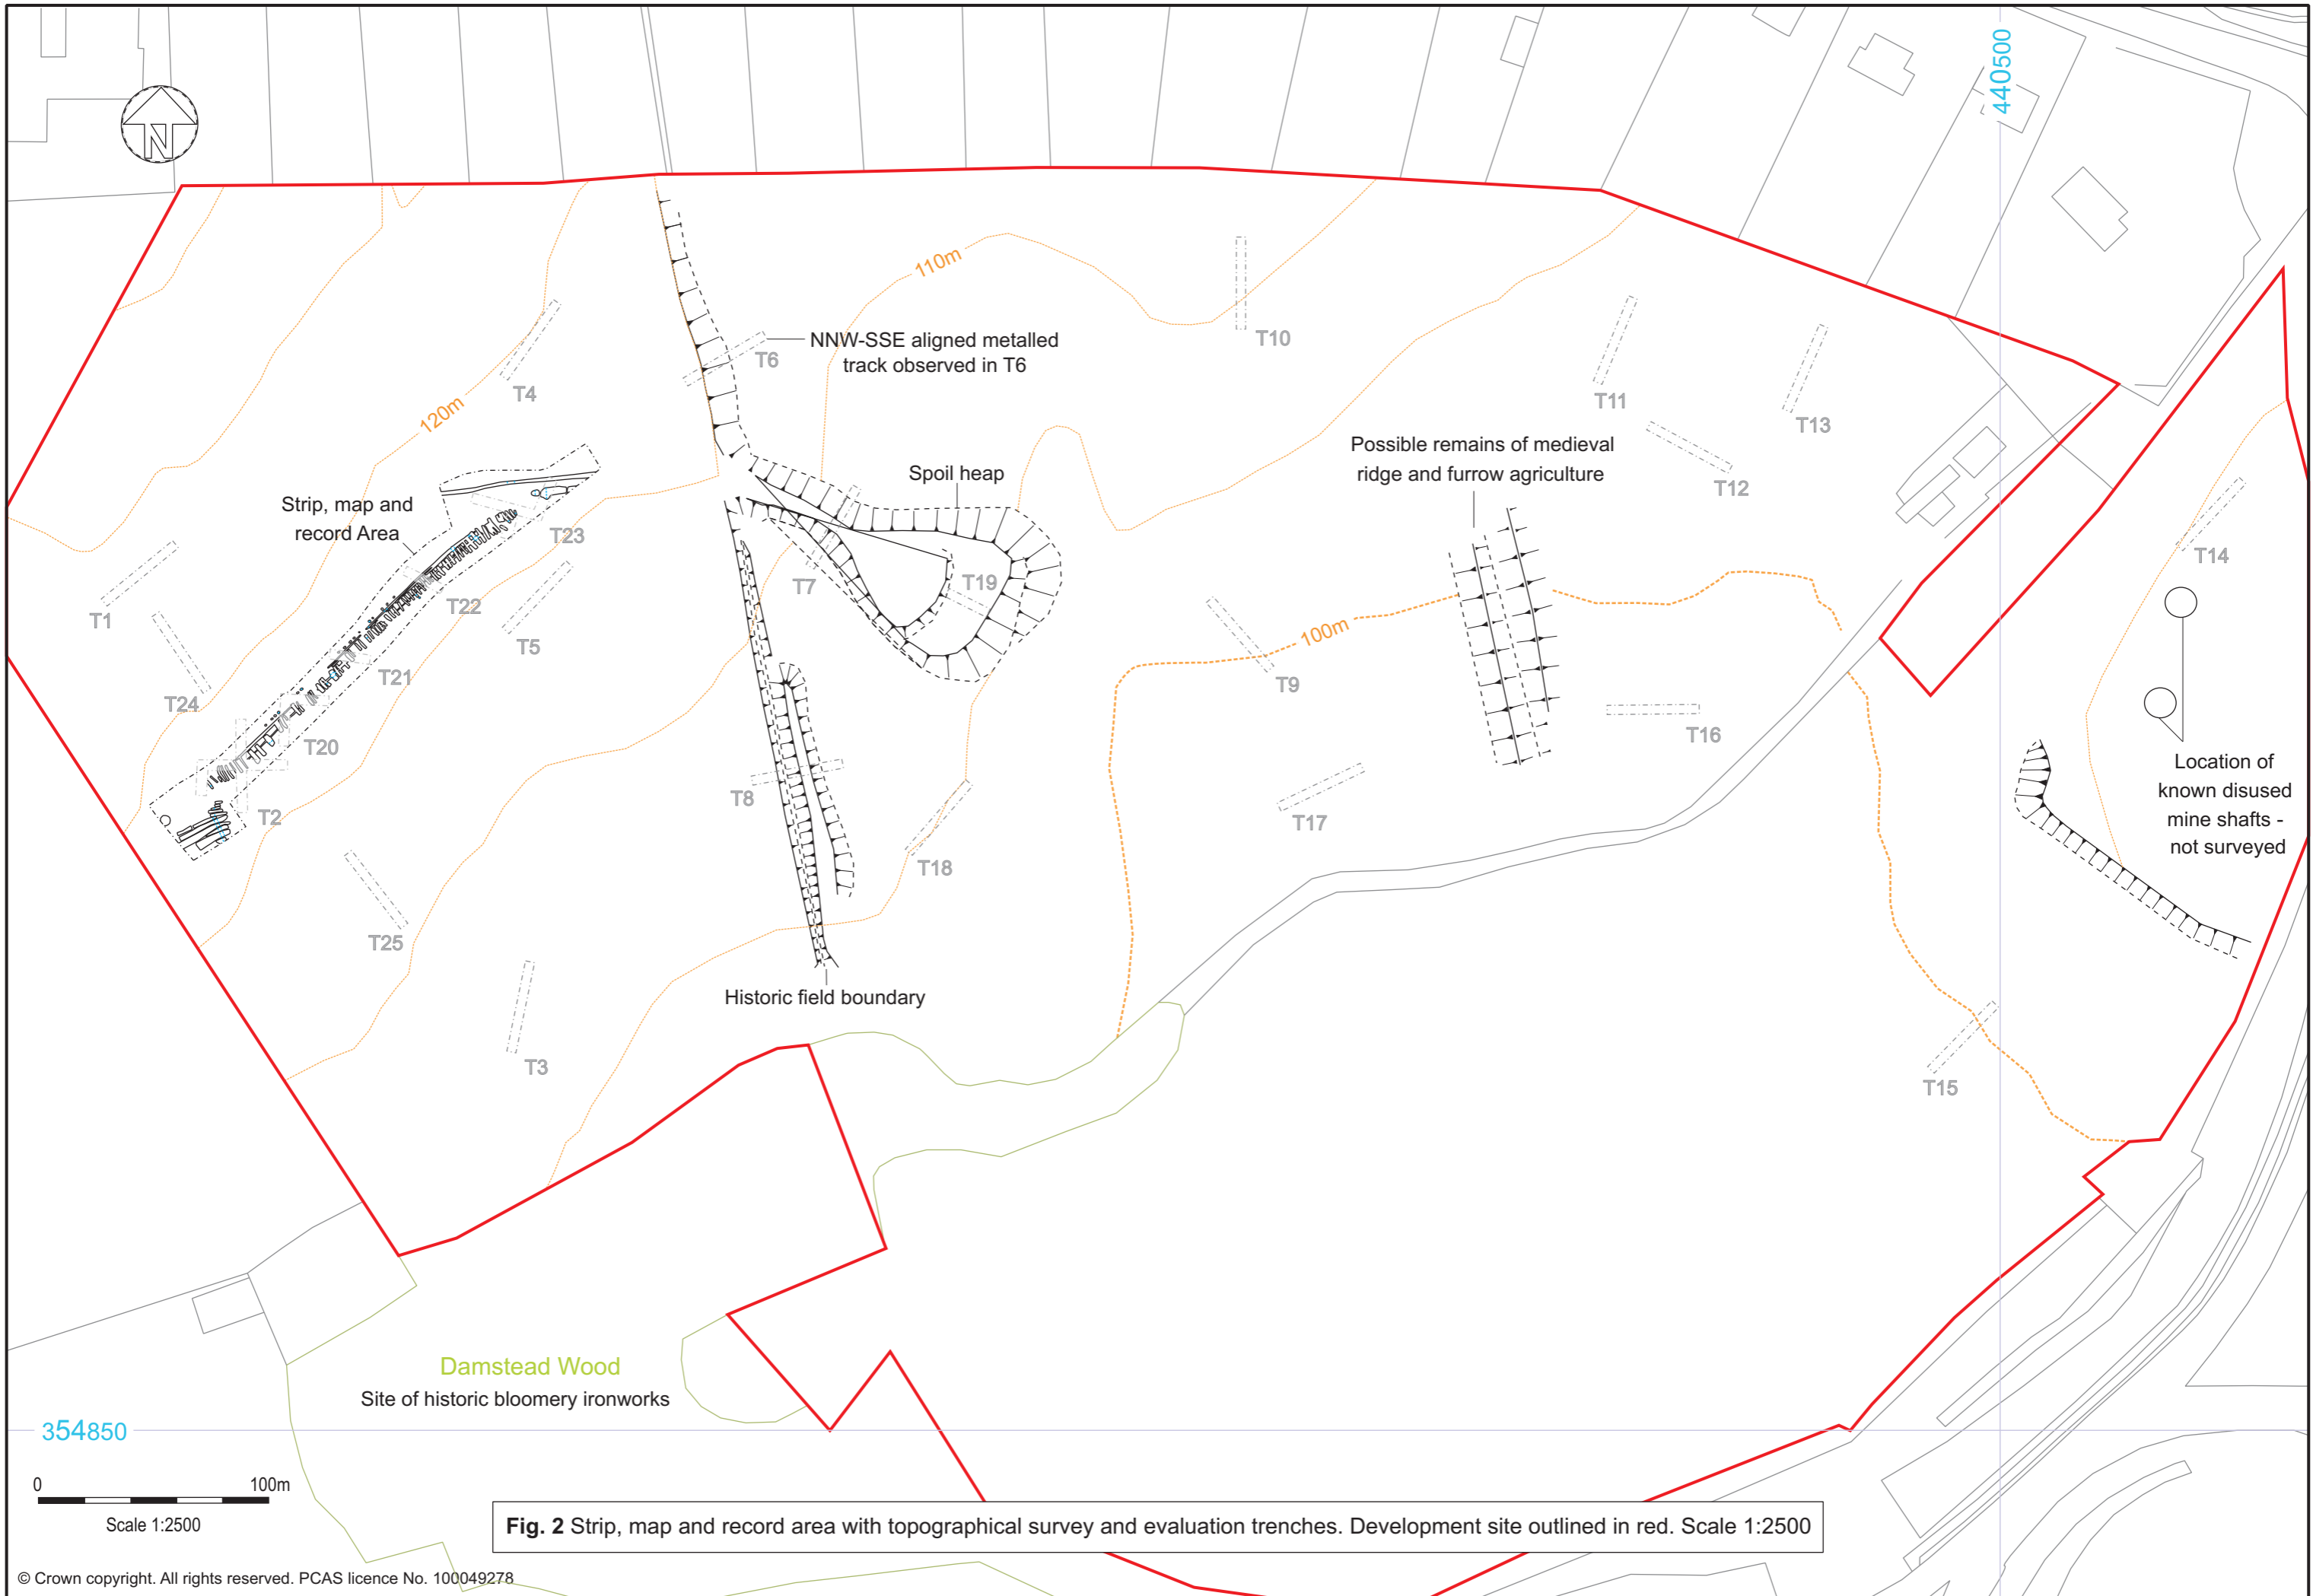 440500
N
110m
NNW-SSE aligned metalled
track observed in T6
T6
T10
T4
T11
T13
120m
Possible remains of medieval
ridge and furrow agriculture
Spoil heap
T12
Strip, map and
record Area
T23
T14
T7
T19
T22
T1
T5
100m
T21
T9
T24
T16
T20
Location of
known disused
mine shafts -
not surveyed
T8
T2
T17
T18
T25
Historic field boundary
T3
T15
Damstead Wood
Site of historic bloomery ironworks
354850
0 100m
Scale 1:2500
Fig. 2 Strip, map and record area with topographical survey and evaluation trenches. Development site outlined in red. Scale 1:2500
© Crown copyright. All rights reserved. PCAS licence No. 100049278